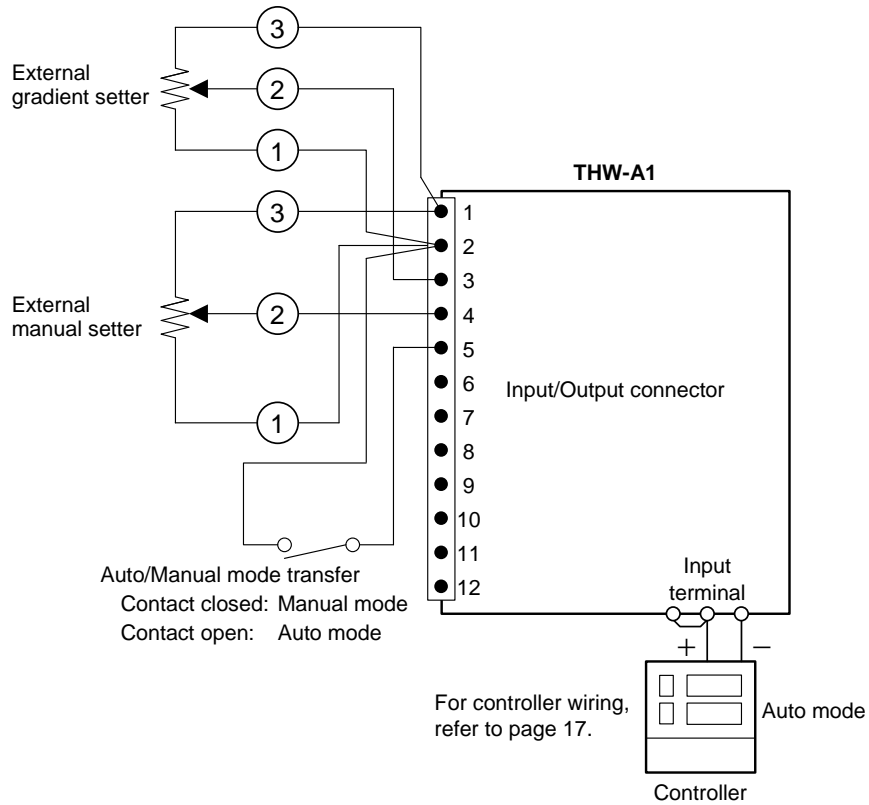 3
External
gradient setter
2
1
THW-A1
3
1
2
3
External
manual setter
2
4
5
6
Input/Output connector
7
1
8
9
10
11
Auto/Manual mode transfer
Input
terminal
12
Contact closed: Manual mode
Contact open: Auto mode
+ −
For controller wiring,
refer to page 17.
Auto mode
Controller